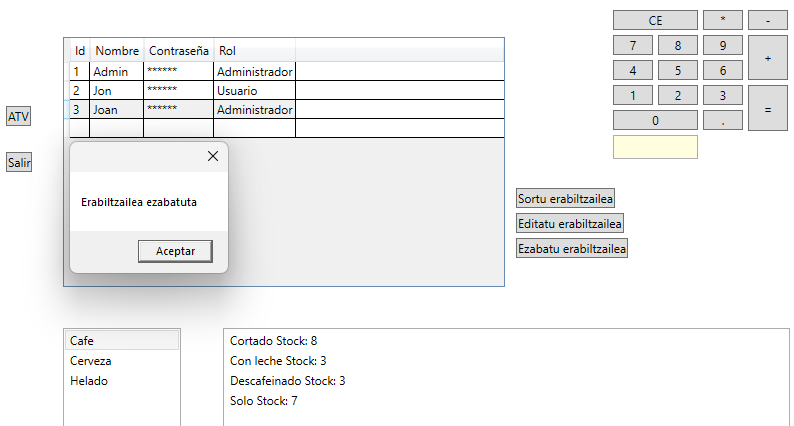 CE * -
7 8 9 +
4 5 6
1 2 3 =
0 .
Id Nombre Contraseña Rol
1 Admin ****** Administrador
2 Jon ****** Usuario
3 Joan ****** Administrador
ATV
Salir
Erabiltzailea ezabatuta
Aceptar
Sortu erabiltzailea
Editatu erabiltzailea
Ezabatu erabiltzailea
Cafe
Cerveza
Helado
Cortado Stock: 8
Con leche Stock: 3
Descafeinado Stock: 3
Solo Stock: 7